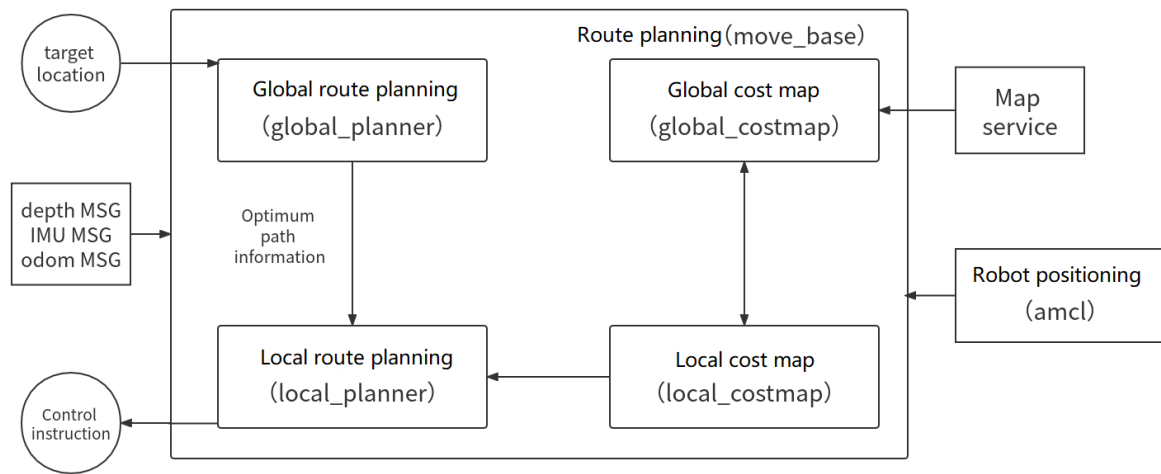 Route planning(move_base)
target
location
Global route planning
(global_planner)
Global cost map
(global_costmap)
Map
service
depth MSG
IMU MSG
odom MSG
Optimum
path
information
Robot positioning
(amcl)
Local route planning
(local_planner)
Local cost map
(local_costmap)
Control
instruction